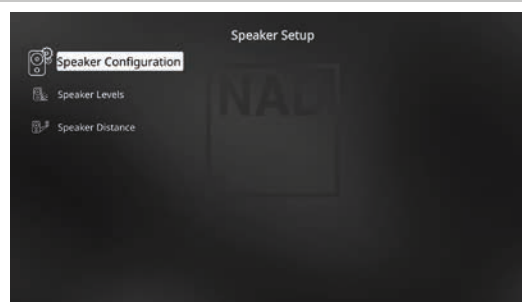 Speaker Setup
Speaker Configuration
Speaker Levels
Speaker Distance
NAD